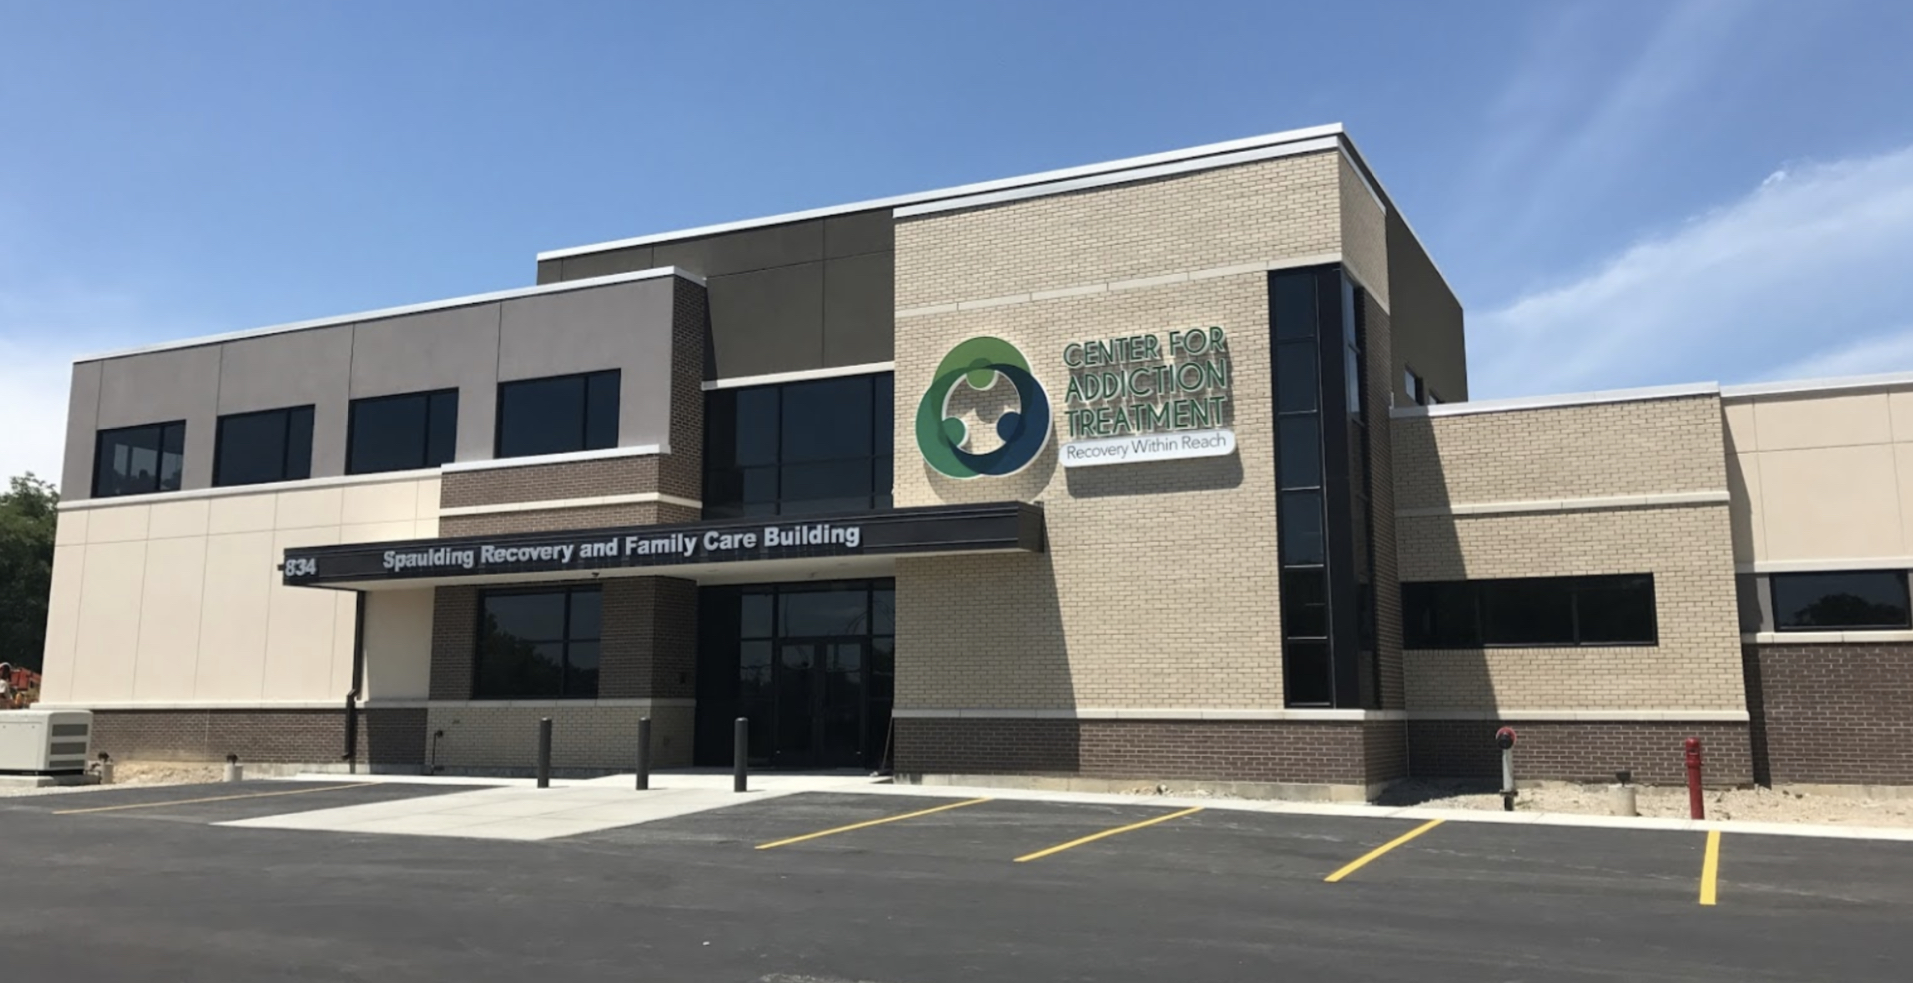 CENTER FOR
ADDICTION
TREATMENT
Recovery Within Reach
834
Spaulding Recovery and Family Care Building